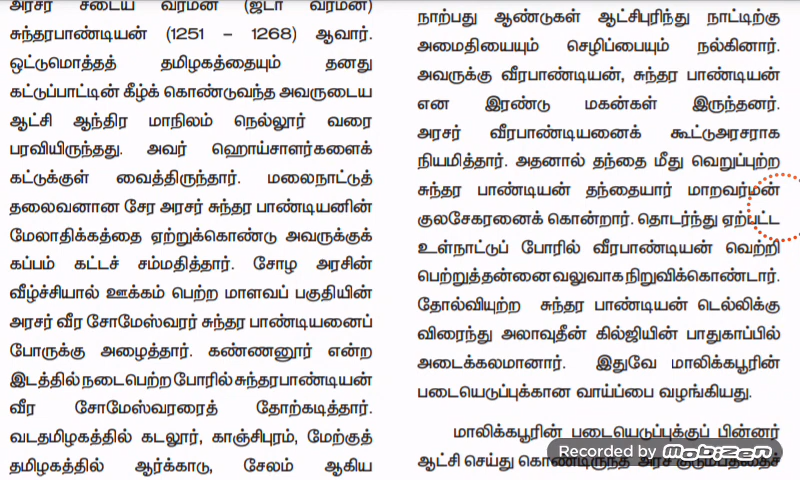 அரசர் சடைய வர்மன் (ஜடா வர்மன்)
சுந்தரபாண்டியன் (1251 – 1268) ஆவார்.
ஒட்டுமொத்தத் தமிழகத்தையும் தனது
கட்டுப்பாட்டின் கீழ்க் கொண்டுவந்த அவருடைய
ஆட்சி ஆந்திர மாநிலம் நெல்லூர் வரை
பரவியிருந்தது. அவர் ஹொய்சாளர்களைக்
கட்டுக்குள் வைத்திருந்தார். மலைநாட்டுத்
தலைவனான சேர அரசர் சுந்தர பாண்டியனின்
மேலாதிக்கத்தை ஏற்றுக்கொண்டு அவருக்குக்
கப்பம் கட்டச் சம்மதித்தார். சோழ அரசின்
வீழ்ச்சியால் ஊக்கம் பெற்ற மாளவப் பகுதியின்
அரசர் வீர சோமேஸ்வரர் சுந்தர பாண்டியனைப்
போருக்கு அழைத்தார். கண்ணனூர் என்ற
இடத்தில் நடைபெற்ற போரில் சுந்தரபாண்டியன்
வீர சோமேஸ்வரரைத் தோற்கடித்தார்.
வடதமிழகத்தில் கடலூர், காஞ்சிபுரம், மேற்குத்
தமிழகத்தில் ஆர்க்காடு, சேலம் ஆகிய
நாற்பது ஆண்டுகள் ஆட்சிபுரிந்து நாட்டிற்கு
அமைதியையும் செழிப்பையும் நல்கினார்.
அவருக்கு வீரபாண்டியன், சுந்தர பாண்டியன்
என இரண்டு மகன்கள் இருந்தனர்.
அரசர் வீரபாண்டியனைக் கூட்டுஅரசராக
நியமித்தார். அதனால் தந்தை மீது வெறுப்புற்ற
சுந்தர பாண்டியன் தந்தையார் மாறவர்மன்
குலசேகரனைக் கொன்றார். தொடர்ந்து ஏற்பட்ட
உள்நாட்டுப் போரில் வீரபாண்டியன் வெற்றி
பெற்றுத்தன்னை வலுவாக நிறுவிக்கொண்டார்.
தோல்வியுற்ற சுந்தர பாண்டியன் டெல்லிக்கு
விரைந்து அலாவுதீன் கில்ஜியின் பாதுகாப்பில்
அடைக்கலமானார். இதுவே மாலிக்கபூரின்
படையெடுப்புக்கான வாய்ப்பை வழங்கியது.
மாலிக்கபூரின் படையெடுப்புக்குப் பின்னர்
ஆட்சி செய்து கொண்டிருந்த அரச குடும்பத்தைச்
Recorded by mobizen